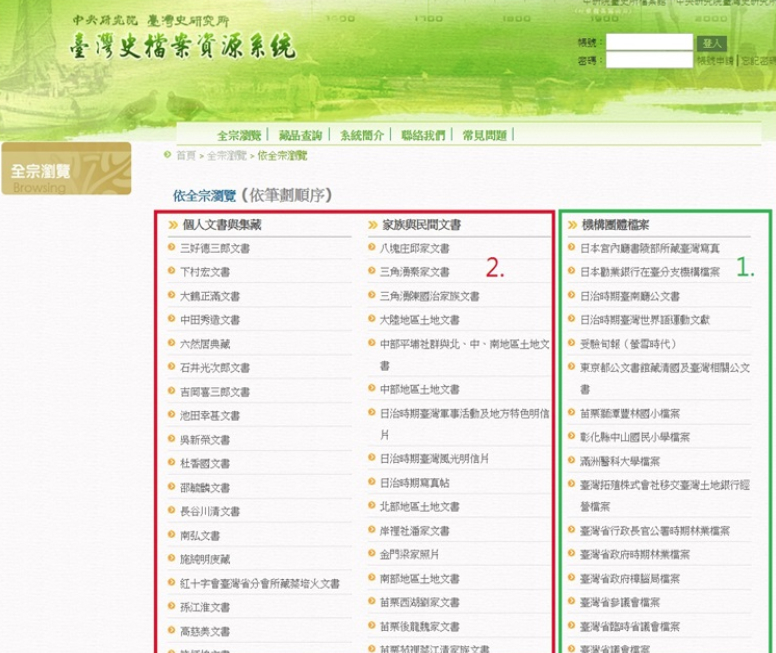 中央研究院 臺灣史研究所
臺灣史檔案資源系統
1800
1900
2000
帳號：
登入
密碼：
帳號申請 | 忘記密碼
全宗瀏覽 | 藏品查詢 | 系統簡介 | 聯絡我們 | 常見問題 |
全宗瀏覽
Browsing
首頁 > 全宗瀏覽 > 依全宗瀏覽
依全宗瀏覽 (依筆劃順序)
個人文書與集藏
三好德三郎文書
下村宏文書
大鶴正滿文書
中田秀造文書
六然居典藏
石井光次郎文書
吉岡喜三郎文書
池田幸甚文書
吳新榮文書
杜香國文書
邵毓麟文書
長谷川清文書
南弘文書
施純明庋藏
紅十字會臺灣省分會所藏葉培火文書
孫江淮文書
高慈美文書
家族與民間文書
2.
八塊庄邱家文書
三角湧秦家文書
三角湧陳國治家族文書
大陸地區土地文書
中部平埔社群與北、中、南地區土地文
書
中部地區土地文書
日治時期臺灣軍事活動及地方特色明信
片
日治時期臺灣風光明信片
日治時期寫真帖
北部地區土地文書
岸裡社潘家文書
金門梁家照片
南部地區土地文書
苗栗西湖劉家文書
苗栗後龍魏家文書
苗栗苑裡葉江清家族文書
機構團體檔案
1.
日本宮內廳書陵部所藏臺灣寫真
日本勸業銀行在臺分支機構檔案
日治時期臺南廳公文書
日治時期臺灣世界語運動文獻
受驗旬報（螢雪時代）
東京都公文書館藏清國及臺灣相關公文
書
苗栗縣潭豐林國小檔案
彰化縣中山國民小學檔案
滿洲醫科大學檔案
臺灣拓殖株式會社移交臺灣土地銀行經
營檔案
臺灣省行政長官公署時期林業檔案
臺灣省政府時期林業檔案
臺灣省政府樟腦局檔案
臺灣省參議會檔案
臺灣省臨時省議會檔案
臺灣省議會檔案